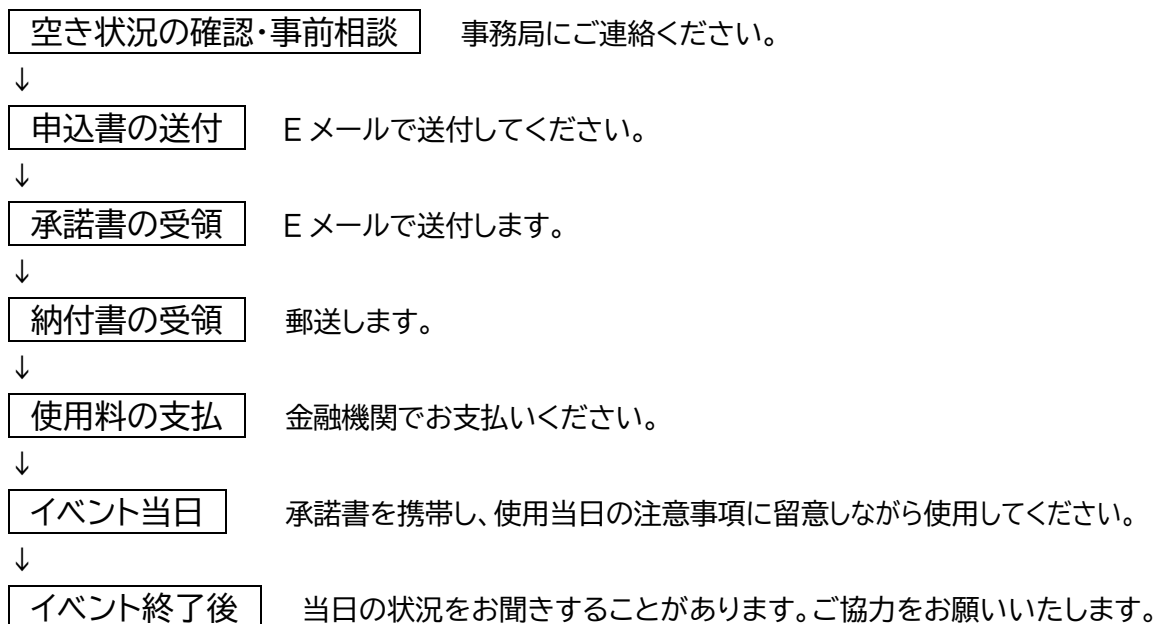 空き状況の確認・事前相談 事務局にご連絡ください。
↓
申込書の送付 Eメールで送付してください。
↓
承諾書の受領 Eメールで送付します。
↓
納付書の受領 郵送します。
↓
使用料の支払 金融機関でお支払いください。
↓
イベント当日 承諾書を携帯し、使用当日の注意事項に留意しながら使用してください。
↓
イベント終了後 当日の状況をお聞きすることがあります。ご協力をお願いいたします。